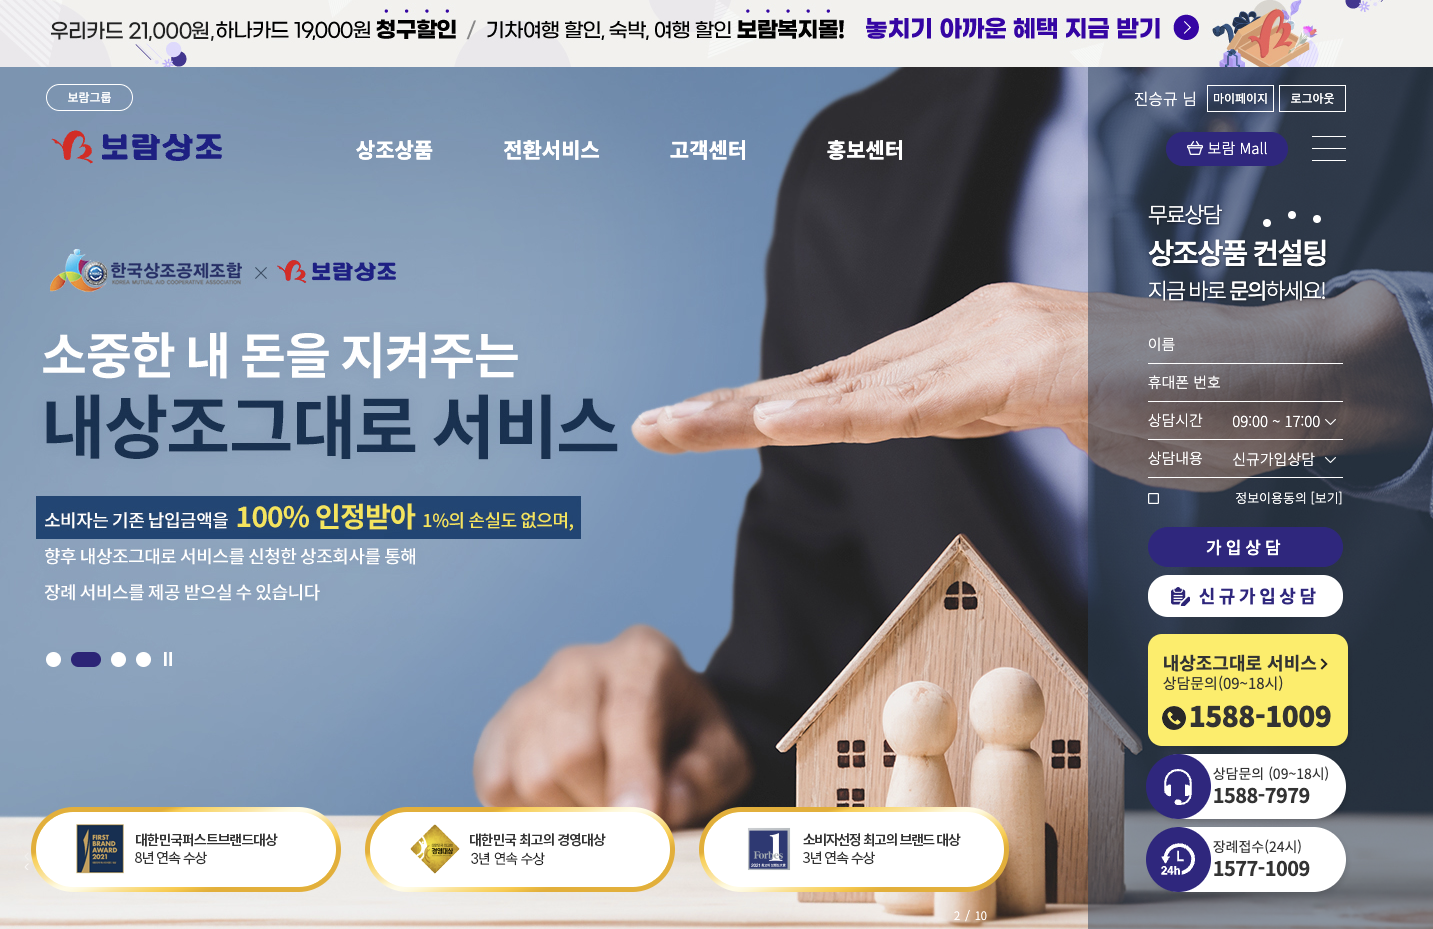 우리카드 21,000원, 하나카드 19,000원 청구할인 / 기차여행 할인, 숙박, 여행 할인 보람복지몰! 놓치기 아까운 혜택 지금 받기
보람그룹
진승규 님 마이페이지 로그아웃
보람상조
상조상품 전환서비스 고객센터 홍보센터
보람 Mall
한국상조공제조합 × 보람상조
KOREA MUTUAL AID COOPERATIVE ASSOCIATION
소중한 내 돈을 지켜주는
내상조그대로 서비스
소비자는 기존 납입금액을 100% 인정받아 1%의 손실도 없으며,
향후 내상조그대로 서비스를 신청한 상조회사를 통해
장례 서비스를 제공 받으실 수 있습니다
무료상담
상조상품 컨설팅
지금 바로 문의하세요!
이름
휴대폰 번호
상담시간 09:00 ~ 17:00
상담내용 신규가입상담
정보이용동의 [보기]
가입상담
신규가입상담
내상조그대로 서비스
상담문의(09~18시)
1588-1009
상담문의 (09~18시)
1588-7979
24h
장례접수(24시)
1577-1009
FIRST
BRAND
AWARD
2021
대한민국퍼스트브랜드대상
8년 연속 수상
경영대상
대한민국 최고의 경영대상
3년 연속 수상
1
Forbes
소비자선정 최고의 브랜드 대상
3년 연속 수상
2 / 10